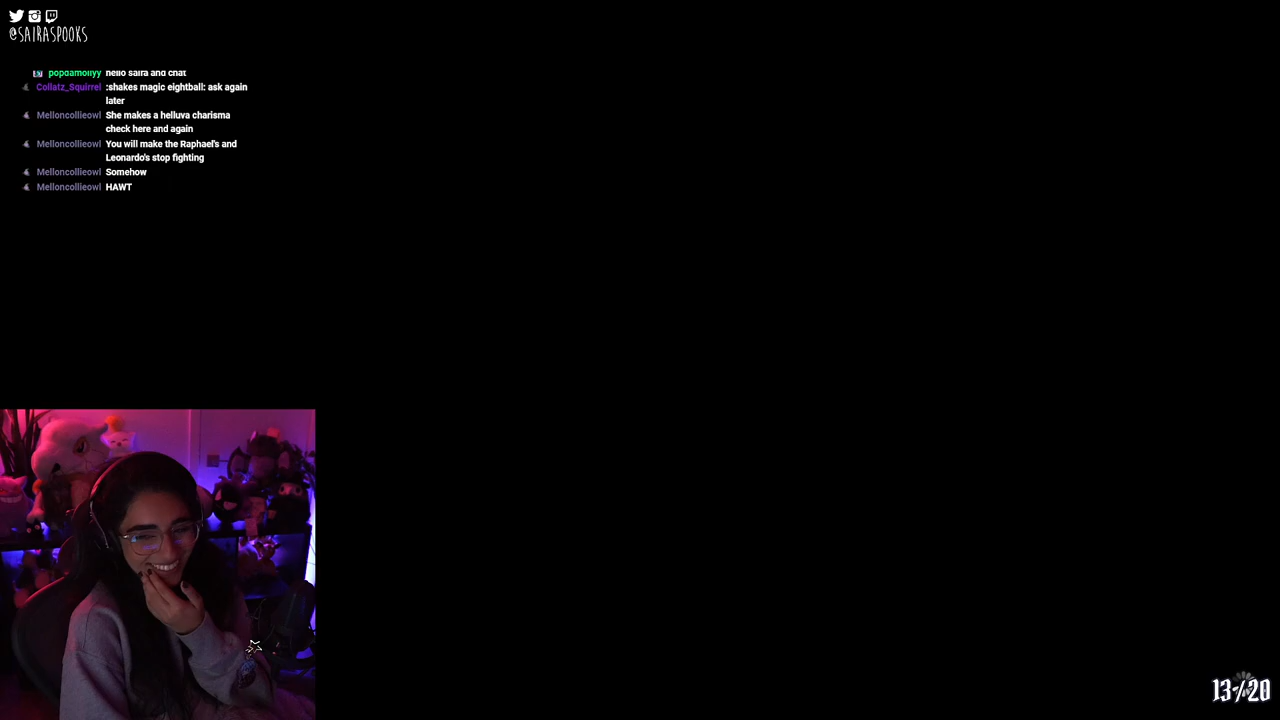 @SAIRASPOOKS
popdamollyy hello saira and chat
Collatz_Squirrel :shakes magic eightball: ask again
later
Melloncollieowl She makes a helluva charisma
check here and again
Melloncollieowl You will make the Raphael's and
Leonardo's stop fighting
Melloncollieowl Somehow
Melloncollieowl HAWT
13/20